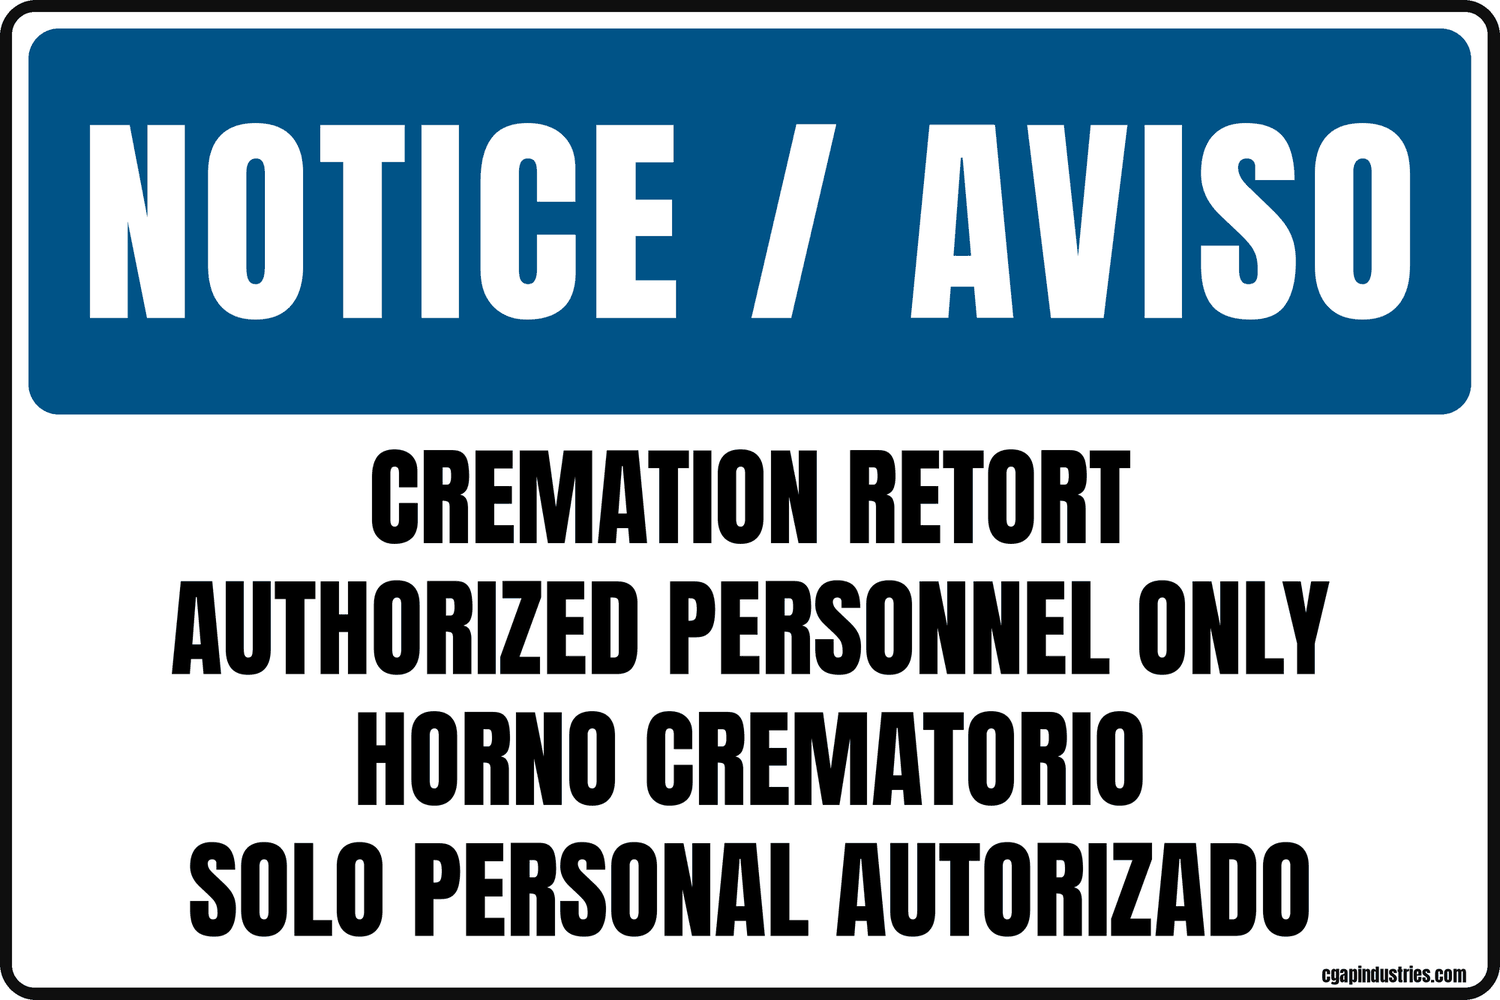 NOTICE / AVISO
CREMATION RETORT
AUTHORIZED PERSONNEL ONLY
HORNO CREMATORIO
SOLO PERSONAL AUTORIZADO
cgapindustries.com